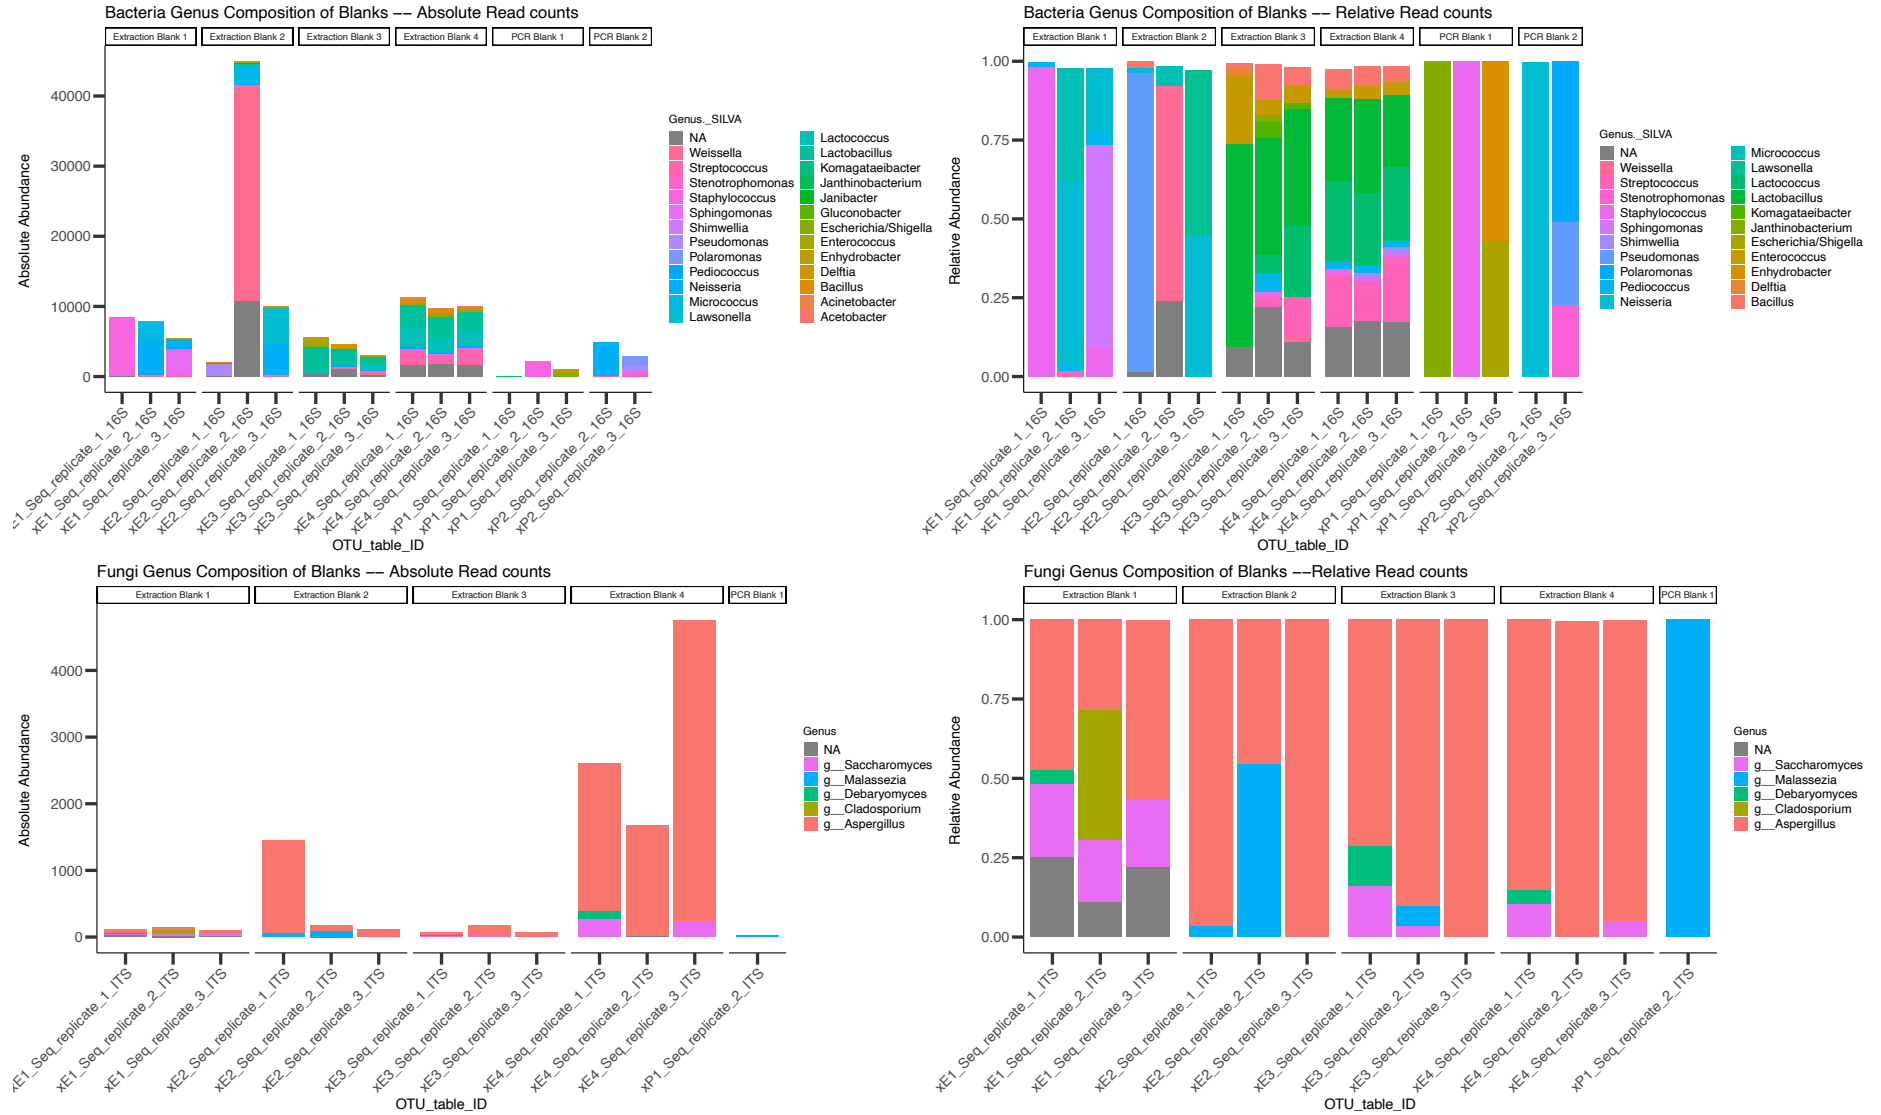 Bacteria Genus Composition of Blanks −− Absolute Read counts
Extraction Blank 1
Extraction Blank 2
Extraction Blank 3
Extraction Blank 4
PCR Blank 1
PCR Blank 2
Absolute Abundance
40000
30000
20000
10000
0
xE1_Seq_replicate_2_16S
xE1_Seq_replicate_3_16S
xE2_Seq_replicate_1_16S
xE2_Seq_replicate_2_16S
xE2_Seq_replicate_3_16S
xE3_Seq_replicate_1_16S
xE3_Seq_replicate_2_16S
xE3_Seq_replicate_3_16S
xE4_Seq_replicate_1_16S
xE4_Seq_replicate_2_16S
xE4_Seq_replicate_3_16S
xP1_Seq_replicate_1_16S
xP1_Seq_replicate_2_16S
xP1_Seq_replicate_3_16S
xP2_Seq_replicate_2_16S
xP2_Seq_replicate_3_16S
OTU_table_ID
Genus._SILVA
NA
Weissella
Streptococcus
Stenotrophomonas
Staphylococcus
Sphingomonas
Shimwellia
Pseudomonas
Polaromonas
Pediococcus
Neisseria
Micrococcus
Lawsonella
Lactococcus
Lactobacillus
Komagataeibacter
Janthinobacterium
Janibacter
Gluconobacter
Escherichia/Shigella
Enterococcus
Enhydrobacter
Delftia
Bacillus
Acinetobacter
Acetobacter
Bacteria Genus Composition of Blanks −− Relative Read counts
Extraction Blank 1
Extraction Blank 2
Extraction Blank 3
Extraction Blank 4
PCR Blank 1
PCR Blank 2
Relative Abundance
1.00
0.75
0.50
0.25
0.00
xE1_Seq_replicate_1_16S
xE1_Seq_replicate_2_16S
xE1_Seq_replicate_3_16S
xE2_Seq_replicate_1_16S
xE2_Seq_replicate_2_16S
xE2_Seq_replicate_3_16S
xE3_Seq_replicate_1_16S
xE3_Seq_replicate_2_16S
xE3_Seq_replicate_3_16S
xE4_Seq_replicate_1_16S
xE4_Seq_replicate_2_16S
xE4_Seq_replicate_3_16S
xP1_Seq_replicate_1_16S
xP1_Seq_replicate_2_16S
xP1_Seq_replicate_3_16S
xP2_Seq_replicate_2_16S
xP2_Seq_replicate_3_16S
OTU_table_ID
Genus._SILVA
NA
Weissella
Streptococcus
Stenotrophomonas
Staphylococcus
Sphingomonas
Shimwellia
Pseudomonas
Polaromonas
Pediococcus
Neisseria
Micrococcus
Lawsonella
Lactococcus
Lactobacillus
Komagataeibacter
Janthinobacterium
Escherichia/Shigella
Enterococcus
Enhydrobacter
Delftia
Bacillus
Fungi Genus Composition of Blanks −− Absolute Read counts
Extraction Blank 1
Extraction Blank 2
Extraction Blank 3
Extraction Blank 4
PCR Blank 1
Absolute Abundance
4000
3000
2000
1000
0
xE1_Seq_replicate_1_ITS
xE1_Seq_replicate_2_ITS
xE1_Seq_replicate_3_ITS
xE2_Seq_replicate_1_ITS
xE2_Seq_replicate_2_ITS
xE2_Seq_replicate_3_ITS
xE3_Seq_replicate_1_ITS
xE3_Seq_replicate_2_ITS
xE3_Seq_replicate_3_ITS
xE4_Seq_replicate_1_ITS
xE4_Seq_replicate_2_ITS
xE4_Seq_replicate_3_ITS
xP1_Seq_replicate_2_ITS
OTU_table_ID
Genus
NA
g__Saccharomyces
g__Malassezia
g__Debaryomyces
g__Cladosporium
g__Aspergillus
Fungi Genus Composition of Blanks −−Relative Read counts
Extraction Blank 1
Extraction Blank 2
Extraction Blank 3
Extraction Blank 4
PCR Blank 1
Relative Abundance
1.00
0.75
0.50
0.25
0.00
xE1_Seq_replicate_1_ITS
xE1_Seq_replicate_2_ITS
xE1_Seq_replicate_3_ITS
xE2_Seq_replicate_1_ITS
xE2_Seq_replicate_2_ITS
xE2_Seq_replicate_3_ITS
xE3_Seq_replicate_1_ITS
xE3_Seq_replicate_2_ITS
xE3_Seq_replicate_3_ITS
xE4_Seq_replicate_1_ITS
xE4_Seq_replicate_2_ITS
xE4_Seq_replicate_3_ITS
xP1_Seq_replicate_2_ITS
OTU_table_ID
Genus
NA
g__Saccharomyces
g__Malassezia
g__Debaryomyces
g__Cladosporium
g__Aspergillus